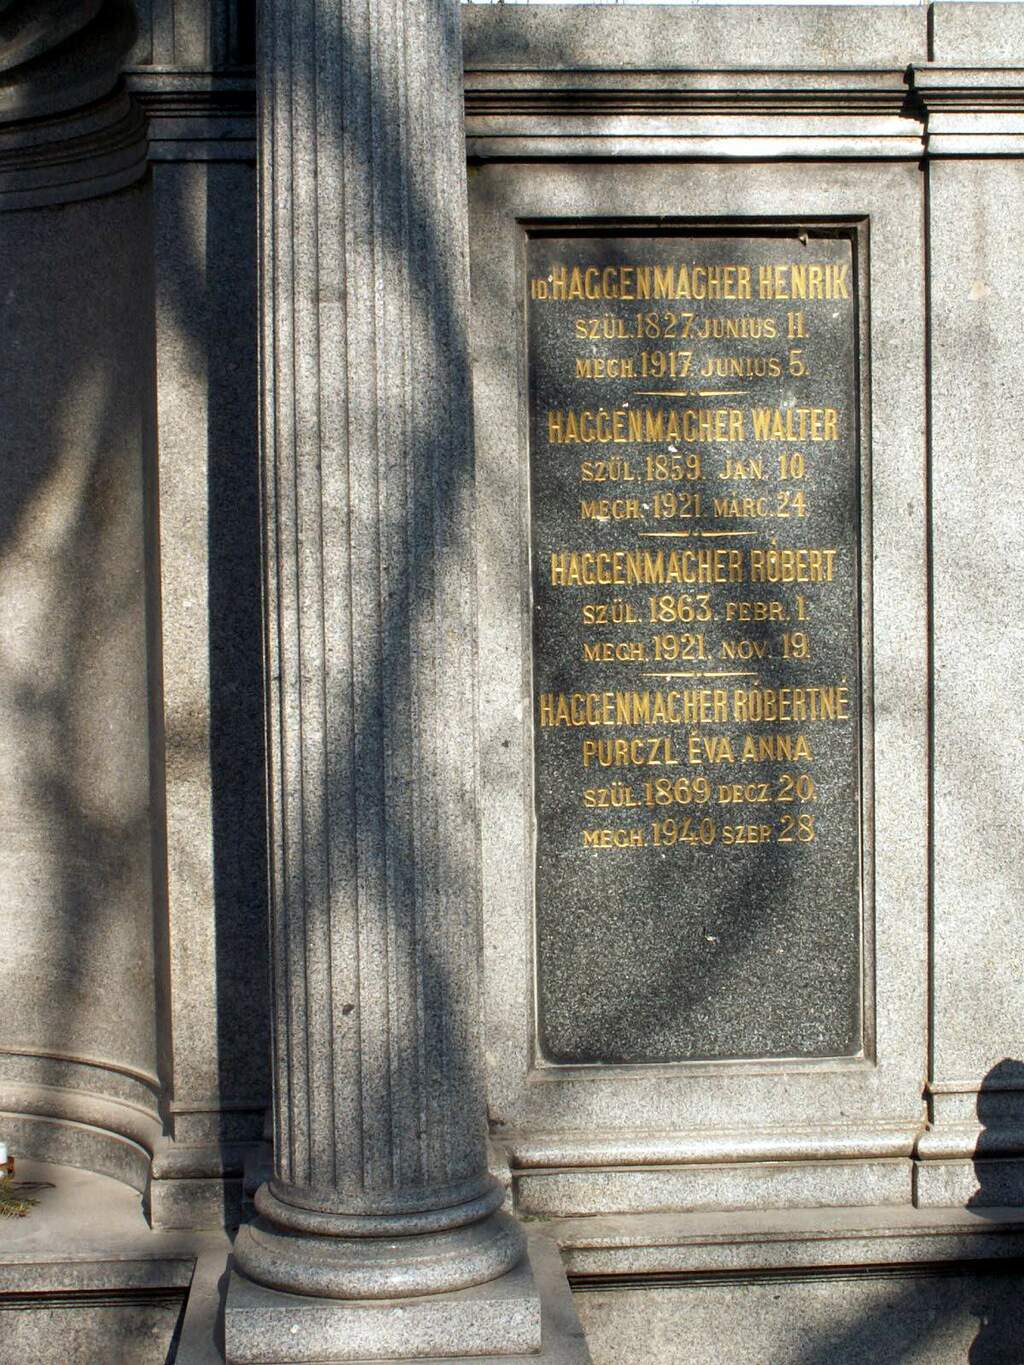 ID. HAGGENMACHER HENRIK
SZÜL. 1827. JUNIUS 11.
MEGH. 1917 JUNIUS 5.
HAGGENMACHER WALTER
SZÜL. 1859. JAN. 10.
MEGH. 1921. MÁRC. 24.
HAGGENMACHER RÓBERT
SZÜL. 1863. FEBR. 1.
MEGH. 1921. NOV. 19.
HAGGENMACHER RÓBERTNÉ
PURCZL ÉVA ANNA
SZÜL. 1869 DECZ. 20.
MEGH. 1940 SZEP. 28